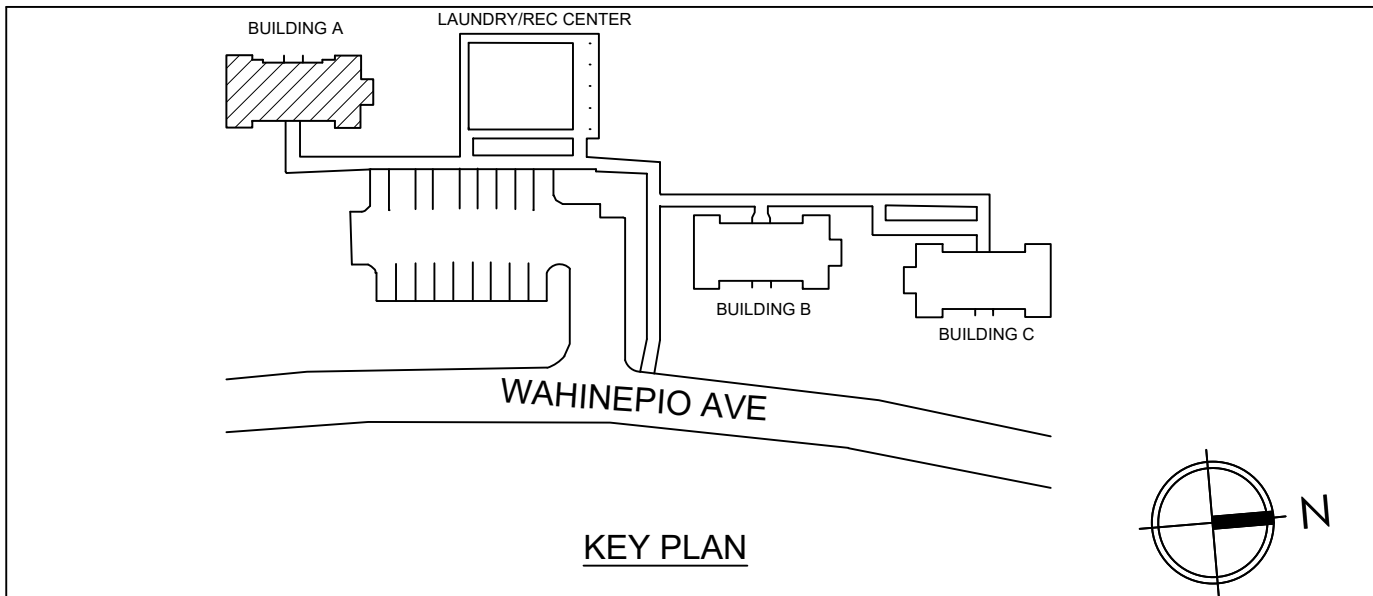 LAUNDRY/REC CENTER
BUILDING A
BUILDING B
BUILDING C
WAHINEPIO AVE
N
KEY PLAN